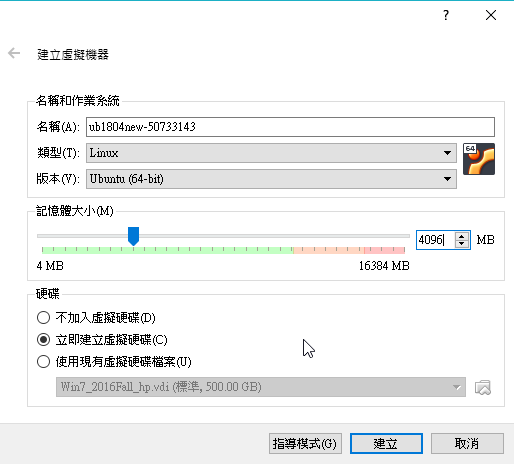 ?
建立虛擬機器
名稱和作業系統
名稱(A): ub1804new-50733143
類型(T): Linux
64
版本(V): Ubuntu (64-bit)
記憶體大小(M)
4096 MB
4 MB 16384 MB
硬碟
不加入虛擬硬碟(D)
立即建立虛擬硬碟(C)
使用現有虛擬硬碟檔案(U)
Win7_2016Fall_hp.vdi (標準, 500.00 GB)
指導模式(G) 建立 取消